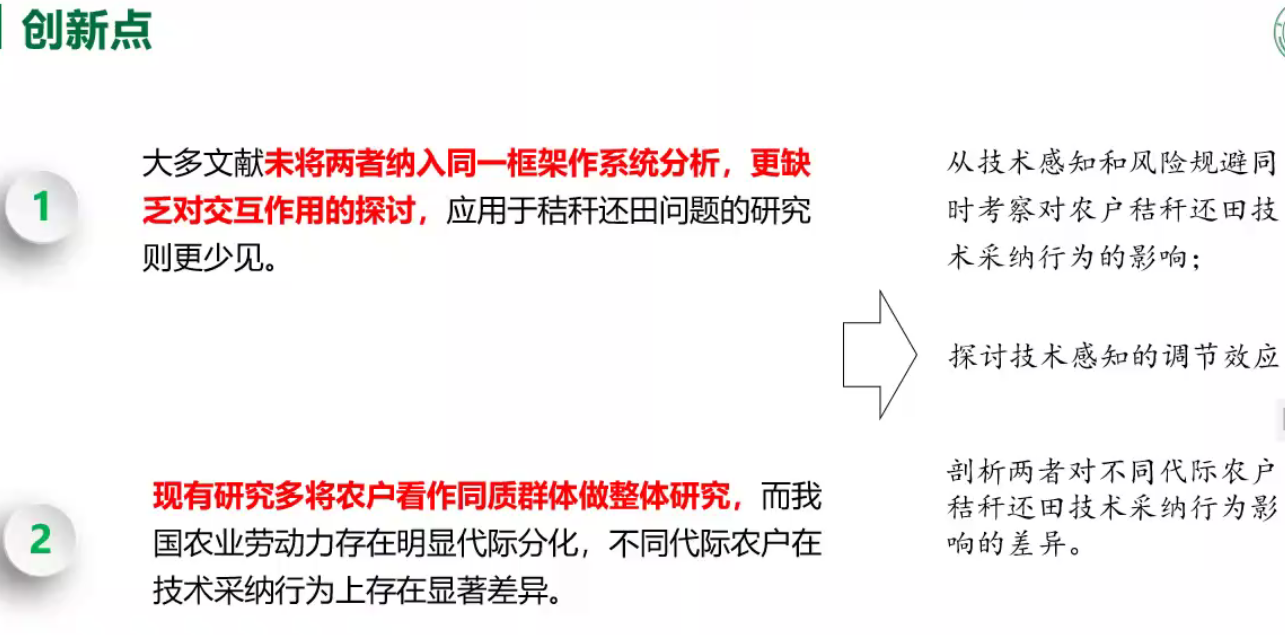 创新点
1
大多文献未将两者纳入同一框架作系统分析，更缺
乏对交互作用的探讨，应用于秸秆还田问题的研究
则更少见。
从技术感知和风险规避同
时考察对农户秸秆还田技
术采纳行为的影响；
探讨技术感知的调节效应
2
现有研究多将农户看作同质群体做整体研究，而我
国农业劳动力存在明显代际分化，不同代际农户在
技术采纳行为上存在显著差异。
剖析两者对不同代际农户
秸秆还田技术采纳行为影
响的差异。